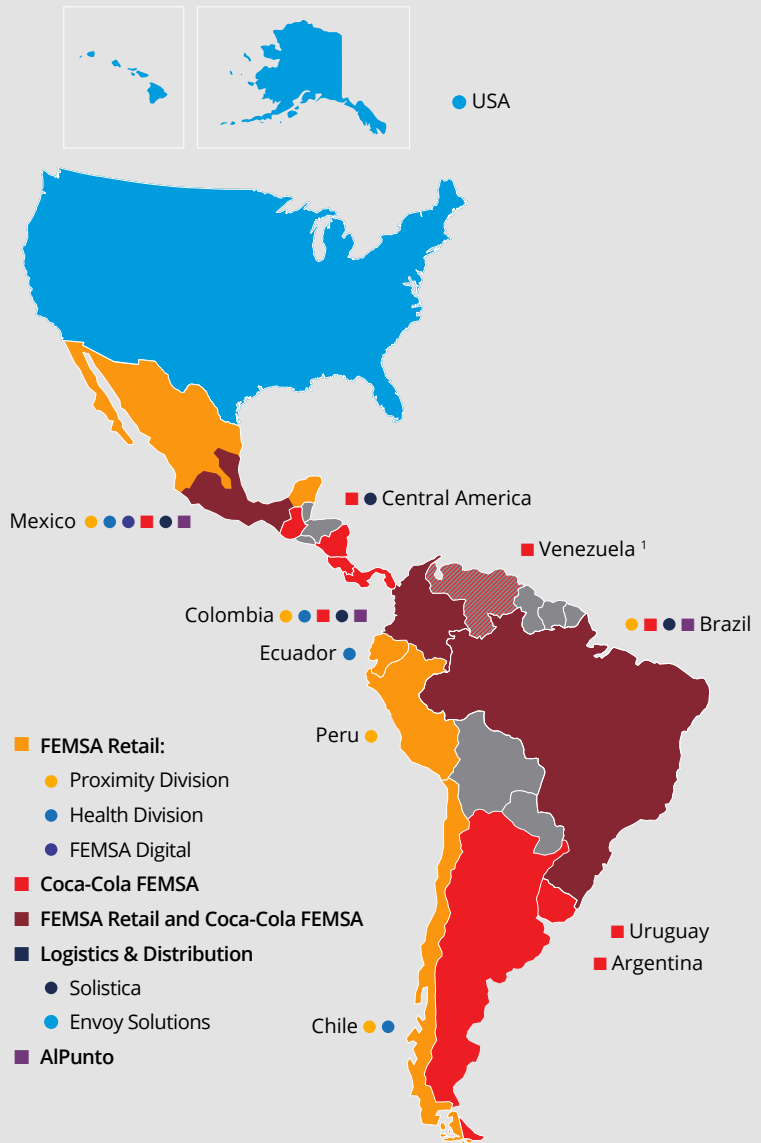 USA
Central America
Mexico
Venezuela 1
Colombia
Brazil
Ecuador
Peru
FEMSA Retail:
Proximity Division
Health Division
FEMSA Digital
Coca-Cola FEMSA
FEMSA Retail and Coca-Cola FEMSA
Logistics & Distribution
Solistica
Envoy Solutions
AlPunto
Uruguay
Argentina
Chile